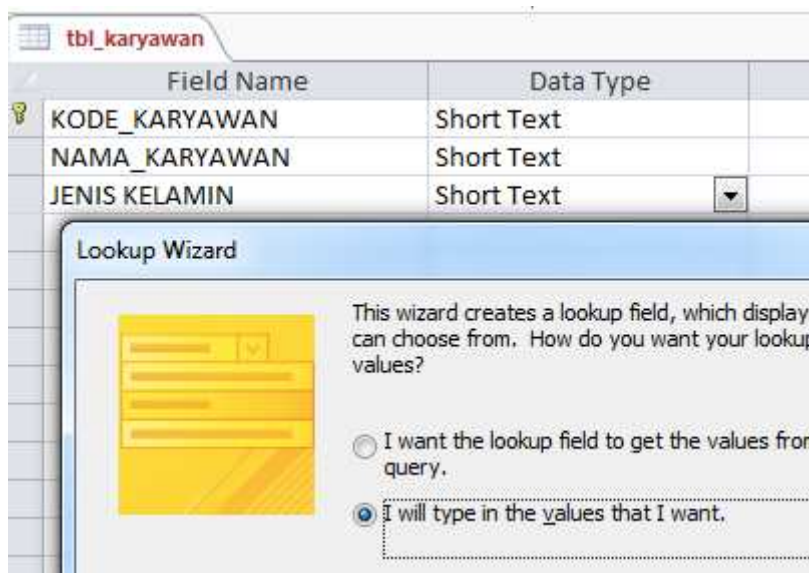 tbl_karyawan
Field Name Data Type
KODE_KARYAWAN Short Text
NAMA_KARYAWAN Short Text
JENIS KELAMIN Short Text
Lookup Wizard
This wizard creates a lookup field, which display
can choose from. How do you want your lookup
values?
I want the lookup field to get the values from
query.
I will type in the values that I want.